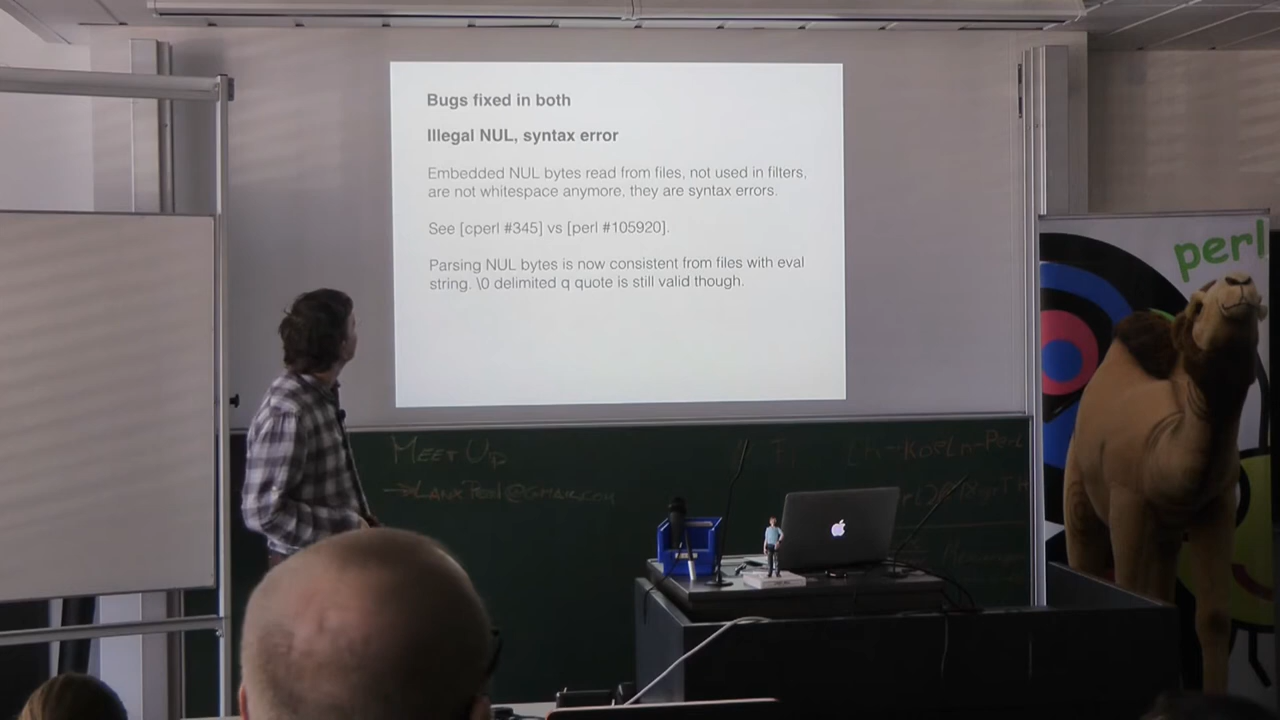 Bugs fixed in both
Illegal NUL, syntax error
Embedded NUL bytes read from files, not used in filters,
are not whitespace anymore, they are syntax errors.
See [cperl #345] vs [perl #105920].
Parsing NUL bytes is now consistent from files with eval
string. \0 delimited q quote is still valid though.
perl
MEET UP